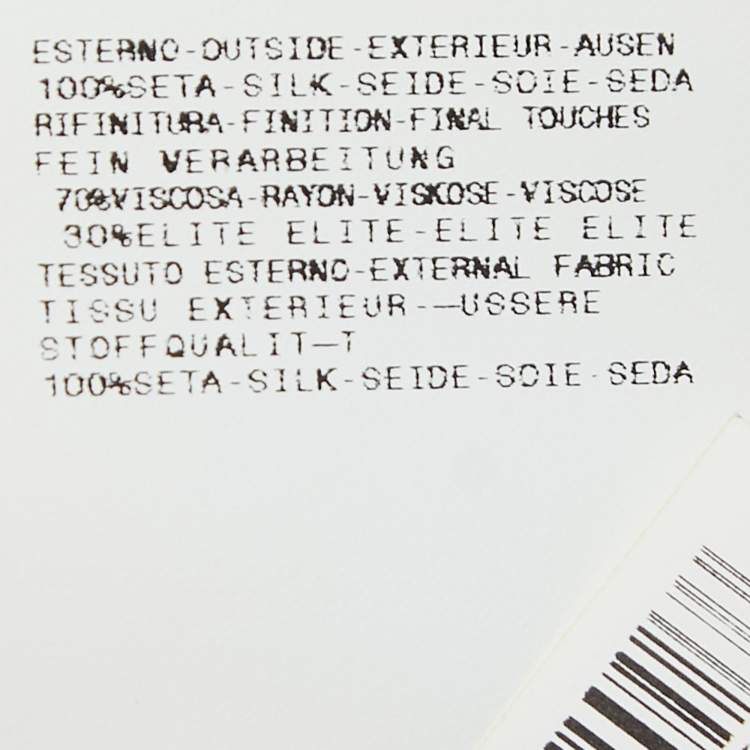 ESTERNO-OUTSIDE-EXTERIEUR-AUSEN
100%SETA-SILK-SEIDE-SOIE-SEDA
RIFINITURA-FINITION-FINAL TOUCHES
FEIN VERARBEITUNG
70%VISCOSA-RAYON-VISKOSE-VISCOSE
30%ELITE ELITE-ELITE ELITE
TESSUTO ESTERNO-EXTERNAL FABRIC
TISSU EXTERIEUR-—USSERE
STOFFQUALIT—T
100%SETA-SILK-SEIDE-SOIE-SEDA